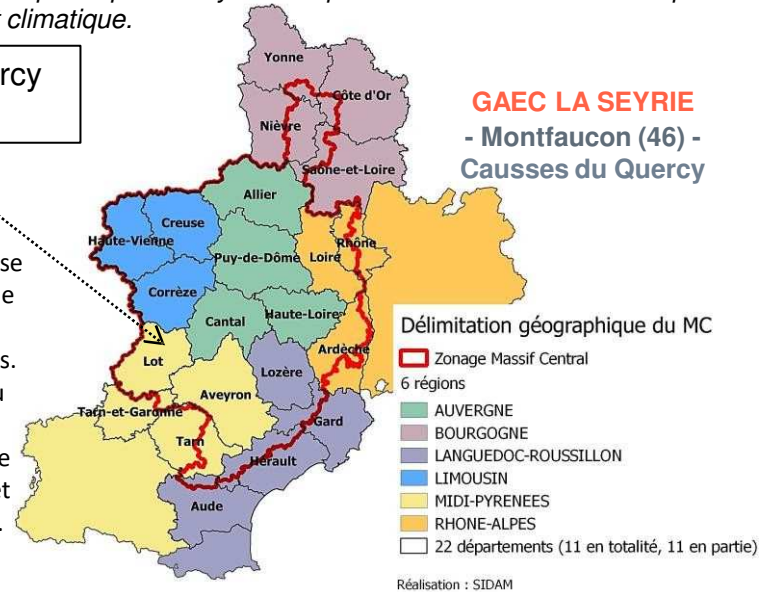 t climatique.
rcy
GAEC LA SEYRIE
- Montfaucon (46) -
Causses du Quercy
se
e
s.
u
e
et
.
Yonne
Côte d'Or
Nièvre
Saône-et-Loire
Allier
Creuse
Haute-Vienne
Rhône
Puy-de-Dôme
Loire
Corrèze
Cantal
Haute-Loire
Ardèche
Lot
Lozère
Aveyron
Tarn-et-Garonne
Gard
Tarn
Hérault
Aude
Délimitation géographique du MC
Zonage Massif Central
6 régions
AUVERGNE
BOURGOGNE
LANGUEDOC-ROUSSILLON
LIMOUSIN
MIDI-PYRENEES
RHONE-ALPES
22 départements (11 en totalité, 11 en partie)
Réalisation : SIDAM